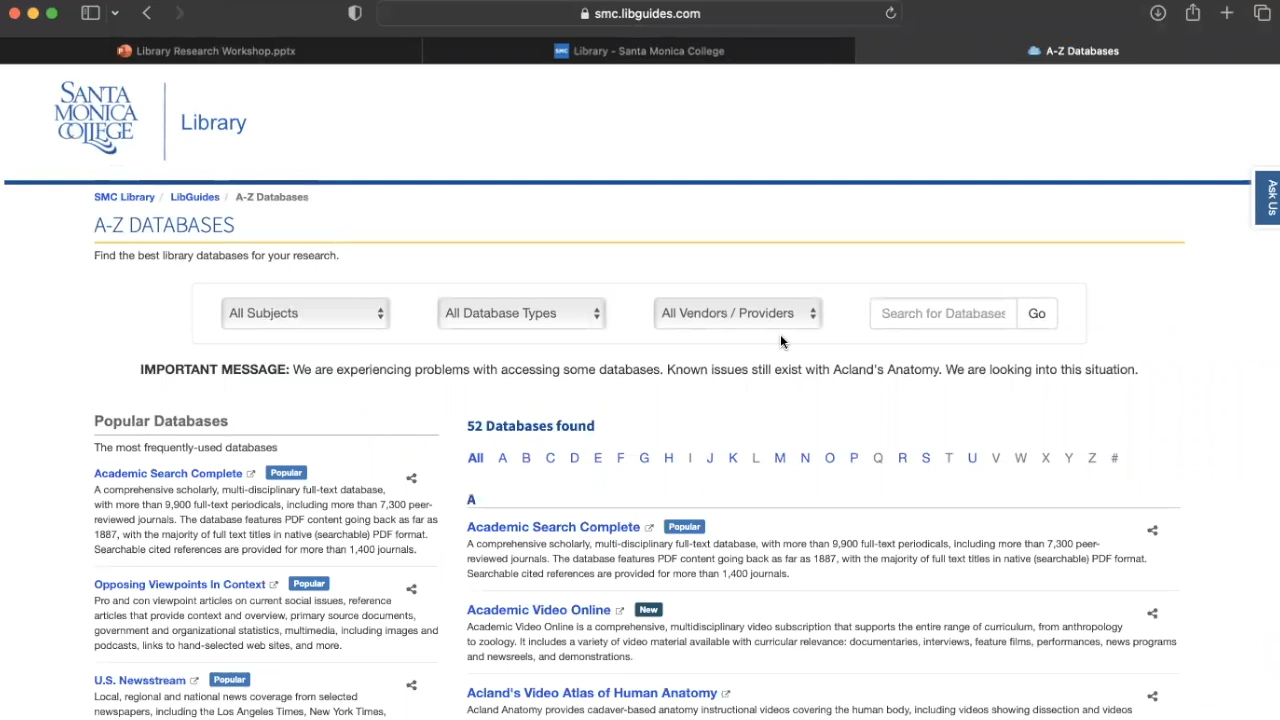 smc.libguides.com
Library Research Workshop.pptx
SMC Library - Santa Monica College
A-Z Databases
SANTA
MONICA
COLLEGE
Library
Ask Us
SMC Library / LibGuides / A-Z Databases
A-Z DATABASES
Find the best library databases for your research.
All Subjects
All Database Types
All Vendors / Providers
Search for Databases
Go
IMPORTANT MESSAGE: We are experiencing problems with accessing some databases. Known issues still exist with Acland's Anatomy. We are looking into this situation.
Popular Databases
The most frequently-used databases
Academic Search Complete Popular
A comprehensive scholarly, multi-disciplinary full-text database,
with more than 9,900 full-text periodicals, including more than 7,300 peer-
reviewed journals. The database features PDF content going back as far as
1887, with the majority of full text titles in native (searchable) PDF format.
Searchable cited references are provided for more than 1,400 journals.
Opposing Viewpoints In Context Popular
Pro and con viewpoint articles on current social issues, reference
articles that provide context and overview, primary source documents,
government and organizational statistics, multimedia, including images and
podcasts, links to hand-selected web sites, and more.
U.S. Newsstream Popular
Local, regional and national news coverage from selected
newspapers, including the Los Angeles Times, New York Times,
52 Databases found
All A B C D E F G H I J K L M N O P Q R S T U V W X Y Z #
A
Academic Search Complete Popular
A comprehensive scholarly, multi-disciplinary full-text database, with more than 9,900 full-text periodicals, including more than 7,300 peer-
reviewed journals. The database features PDF content going back as far as 1887, with the majority of full text titles in native (searchable) PDF format.
Searchable cited references are provided for more than 1,400 journals.
Academic Video Online New
Academic Video Online is a comprehensive, multidisciplinary video subscription that supports the entire range of curriculum, from anthropology
to zoology. It includes a variety of video material available with curricular relevance: documentaries, interviews, feature films, performances, news programs
and newsreels, and demonstrations.
Acland's Video Atlas of Human Anatomy
Acland Anatomy provides cadaver-based anatomy instructional videos covering the human body, including videos showing dissection and videos